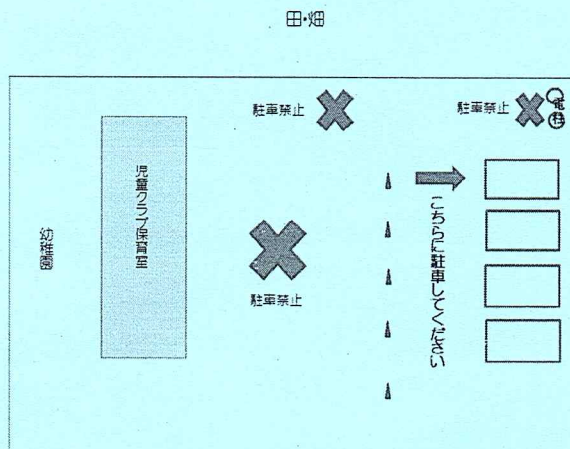 田・畑
駐車禁止
駐車禁止
電柱
幼稚園
児童クラブ保育室
駐車禁止
こちらに駐車してください